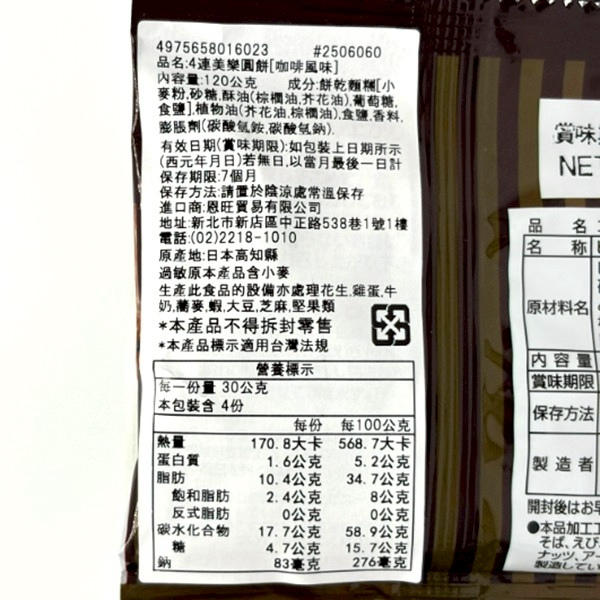 4975658016023 #2506060
品名:4連美樂圓餅[咖啡風味]
內容量:120公克 成分:餅乾麵糰[小
麥粉,砂糖,酥油(棕櫚油,芥花油),葡萄糖,
食鹽],植物油(芥花油,棕櫚油),食鹽,香料,
膨脹劑(碳酸氫銨,碳酸氫鈉).
有效日期(賞味期限):如包裝上日期所示
(西元年月日)若無日,以當月最後一日計
保存期限:7個月
保存方法:請置於陰涼處常溫保存
進口商:恩旺貿易有限公司
地址:新北市新店區中正路538巷1號1樓
電話:(02)2218-1010
原產地:日本高知縣
過敏原本產品含小麥
生產此食品的設備亦處理花生,雞蛋,牛
奶,蕎麥,蝦,大豆,芝麻,堅果類
*本產品不得拆封零售
*本產品標示適用台灣法規
營養標示
每一份量 30公克
本包裝含 4份
每份 每100公克
熱量 170.8大卡 568.7大卡
蛋白質 1.6公克 5.2公克
脂肪 10.4公克 34.7公克
飽和脂肪 2.4公克 8公克
反式脂肪 0公克 0公克
碳水化合物 17.7公克 58.9公克
糖 4.7公克 15.7公克
鈉 83毫克 276毫克
賞味
NET
品 名
名 称
原材料名
内容量
賞味期限
保存方法
製造者
開封後はお早
●本品加工工
そば、えび、
ナッツ、アー
製造してい